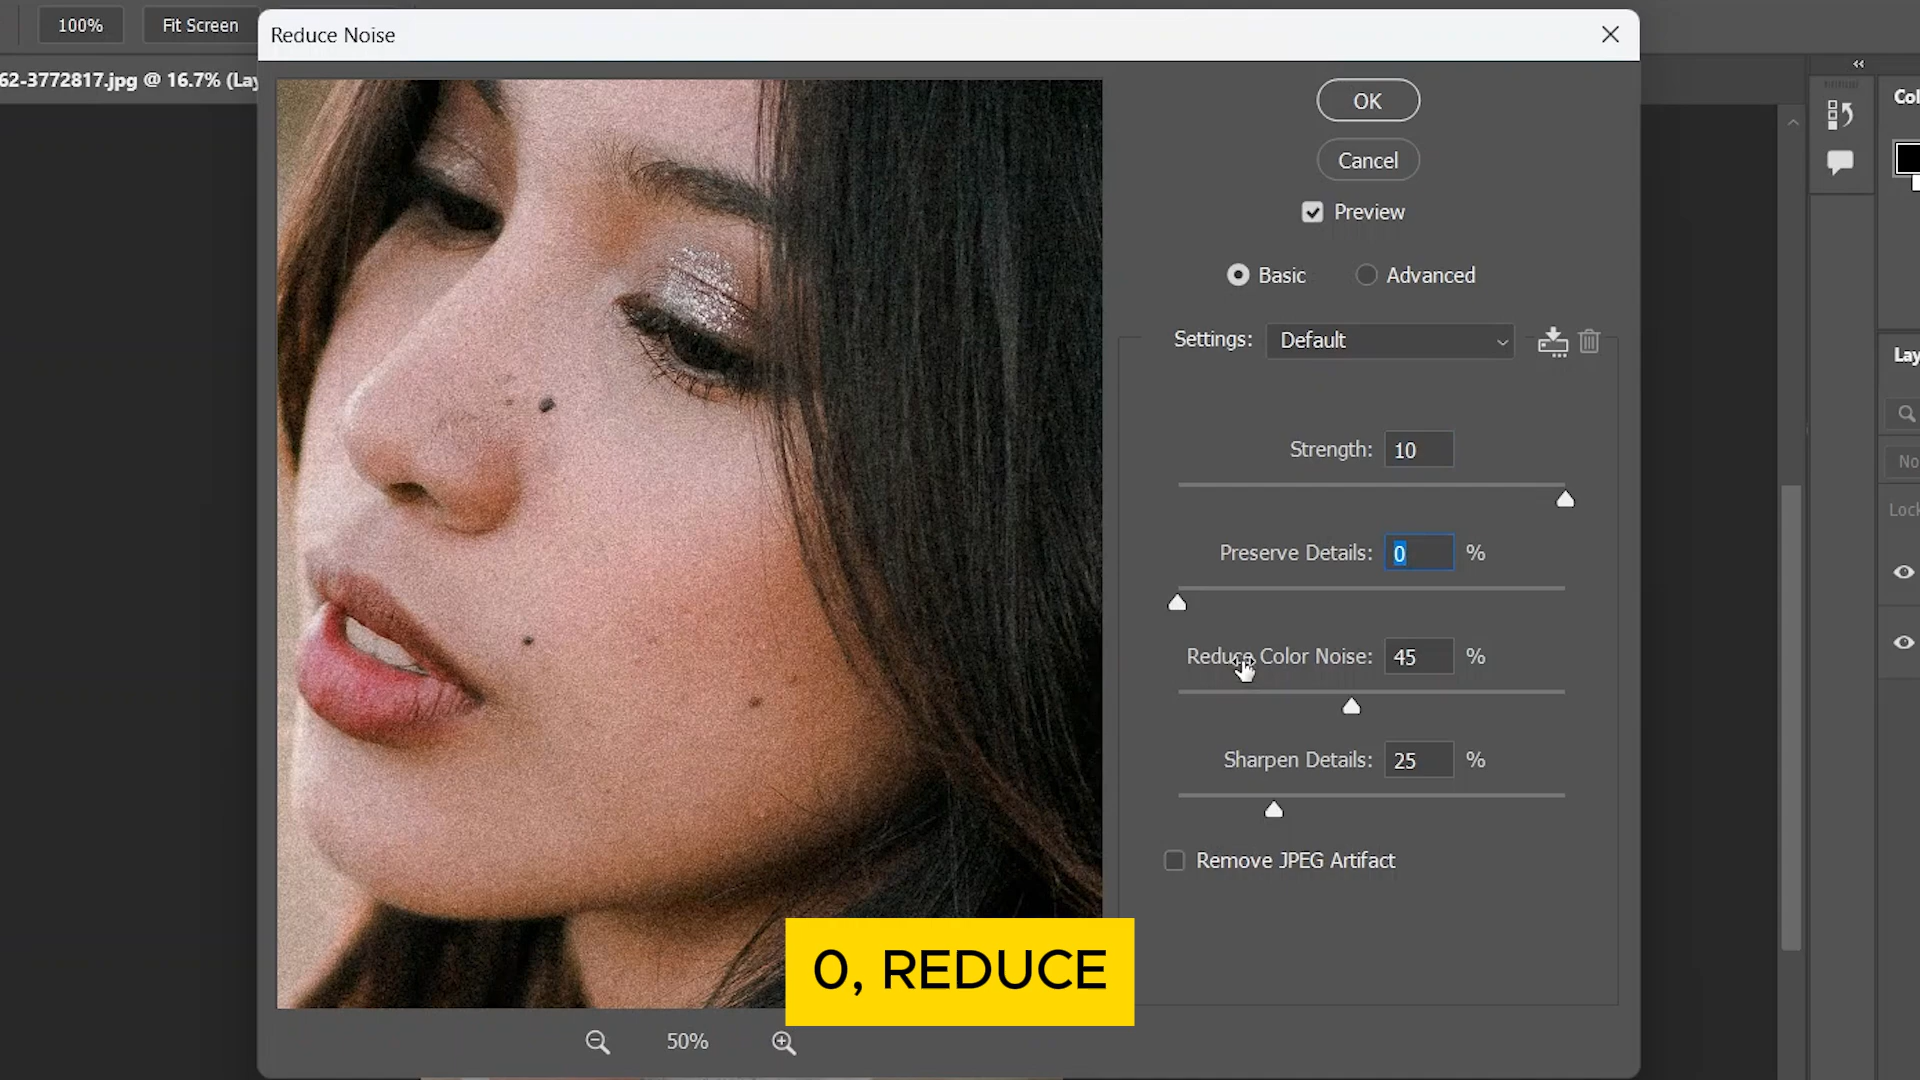 100%
Fit Screen
Reduce Noise
62-3772817.jpg @ 16.7% (Lay
Col
OK
Cancel
Preview
Basic
Advanced
Settings:
Default
Lay
Strength: 10
No
Lock
Preserve Details: 0 %
Reduce Color Noise: 45 %
Sharpen Details: 25 %
Remove JPEG Artifact
0, REDUCE
50%